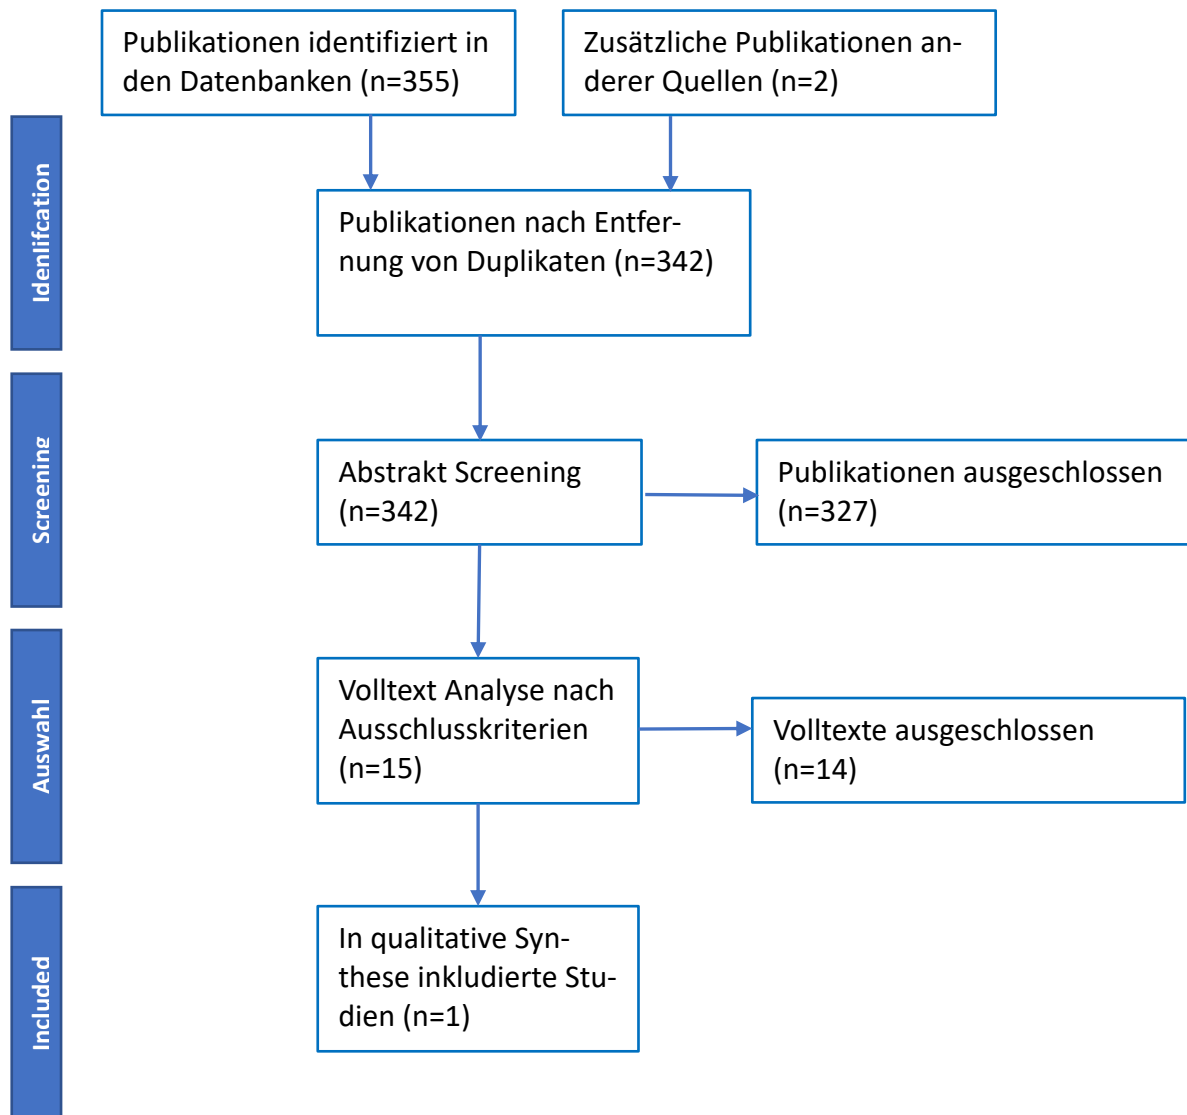 Publikationen identifiziert in
den Datenbanken (n=355)
Zusätzliche Publikationen an-
derer Quellen (n=2)
Idenlifcation
Publikationen nach Entfer-
nung von Duplikaten (n=342)
Screening
Abstrakt Screening
(n=342)
Publikationen ausgeschlossen
(n=327)
Auswahl
Volltext Analyse nach
Ausschlusskriterien
(n=15)
Volltexte ausgeschlossen
(n=14)
Included
In qualitative Syn-
these inkludierte Stu-
dien (n=1)